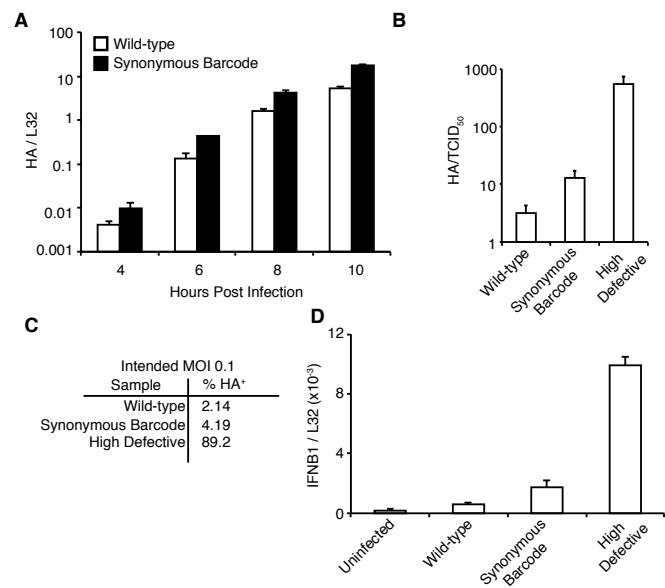 A
Wild-type
Synonymous Barcode
100
10
1
0.1
0.01
0.001
HA / L32
4 6 8 10
Hours Post Infection
B
1000
100
10
1
HA/TCID₅₀
Wild-type
Synonymous
Barcode
High
Defective
C
Intended MOI 0.1
Sample % HA⁺
Wild-type 2.14
Synonymous Barcode 4.19
High Defective 89.2
D
12
8
4
0
IFNB1 / L32 (x10⁻³)
Uninfected
Wild-type
Synonymous
Barcode
High
Defective